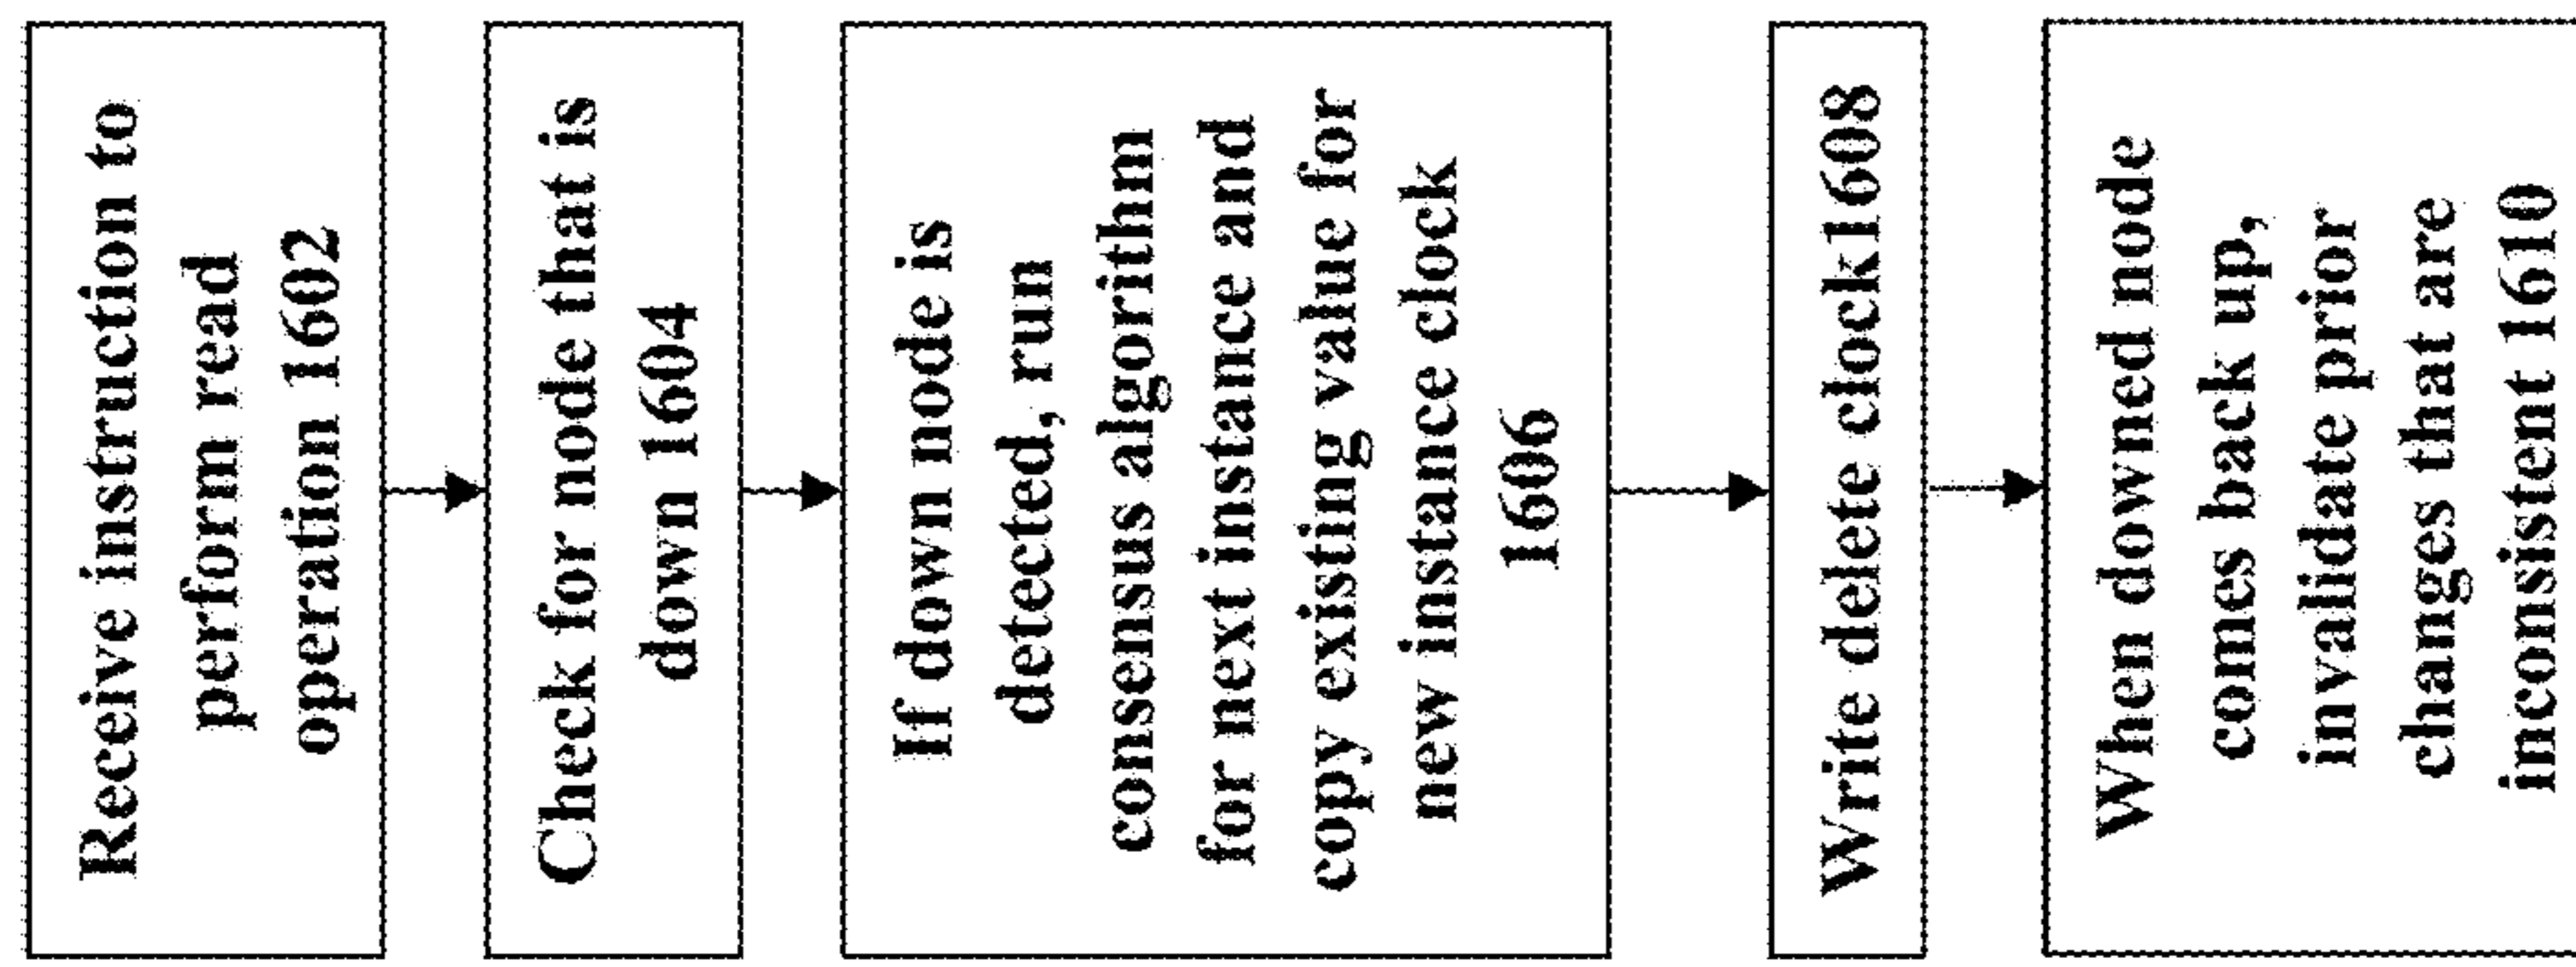 Receive instruction to
perform read
operation 1602
Check for node that is
down 1604
If down node is
detected, run
consensus algorithm
for next instance and
copy existing value for
new instance clock
1606
Write delete clock1608
When downed node
comes back up,
invalidate prior
changes that are
inconsistent 1610